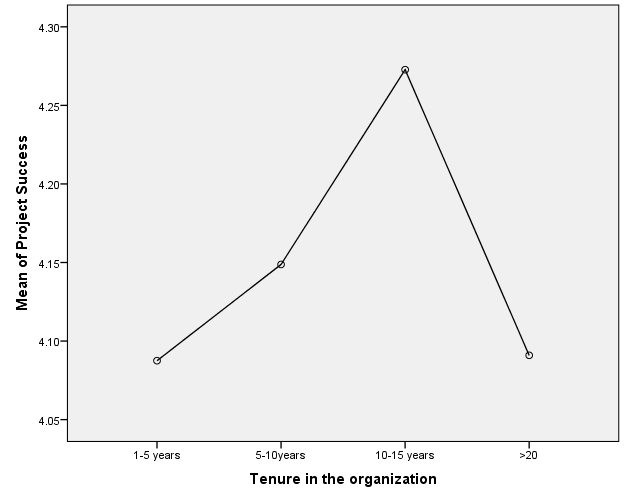 4.30
4.25
4.20
4.15
4.10
4.05
Mean of Project Success
1-5 years 5-10years 10-15 years >20
Tenure in the organization